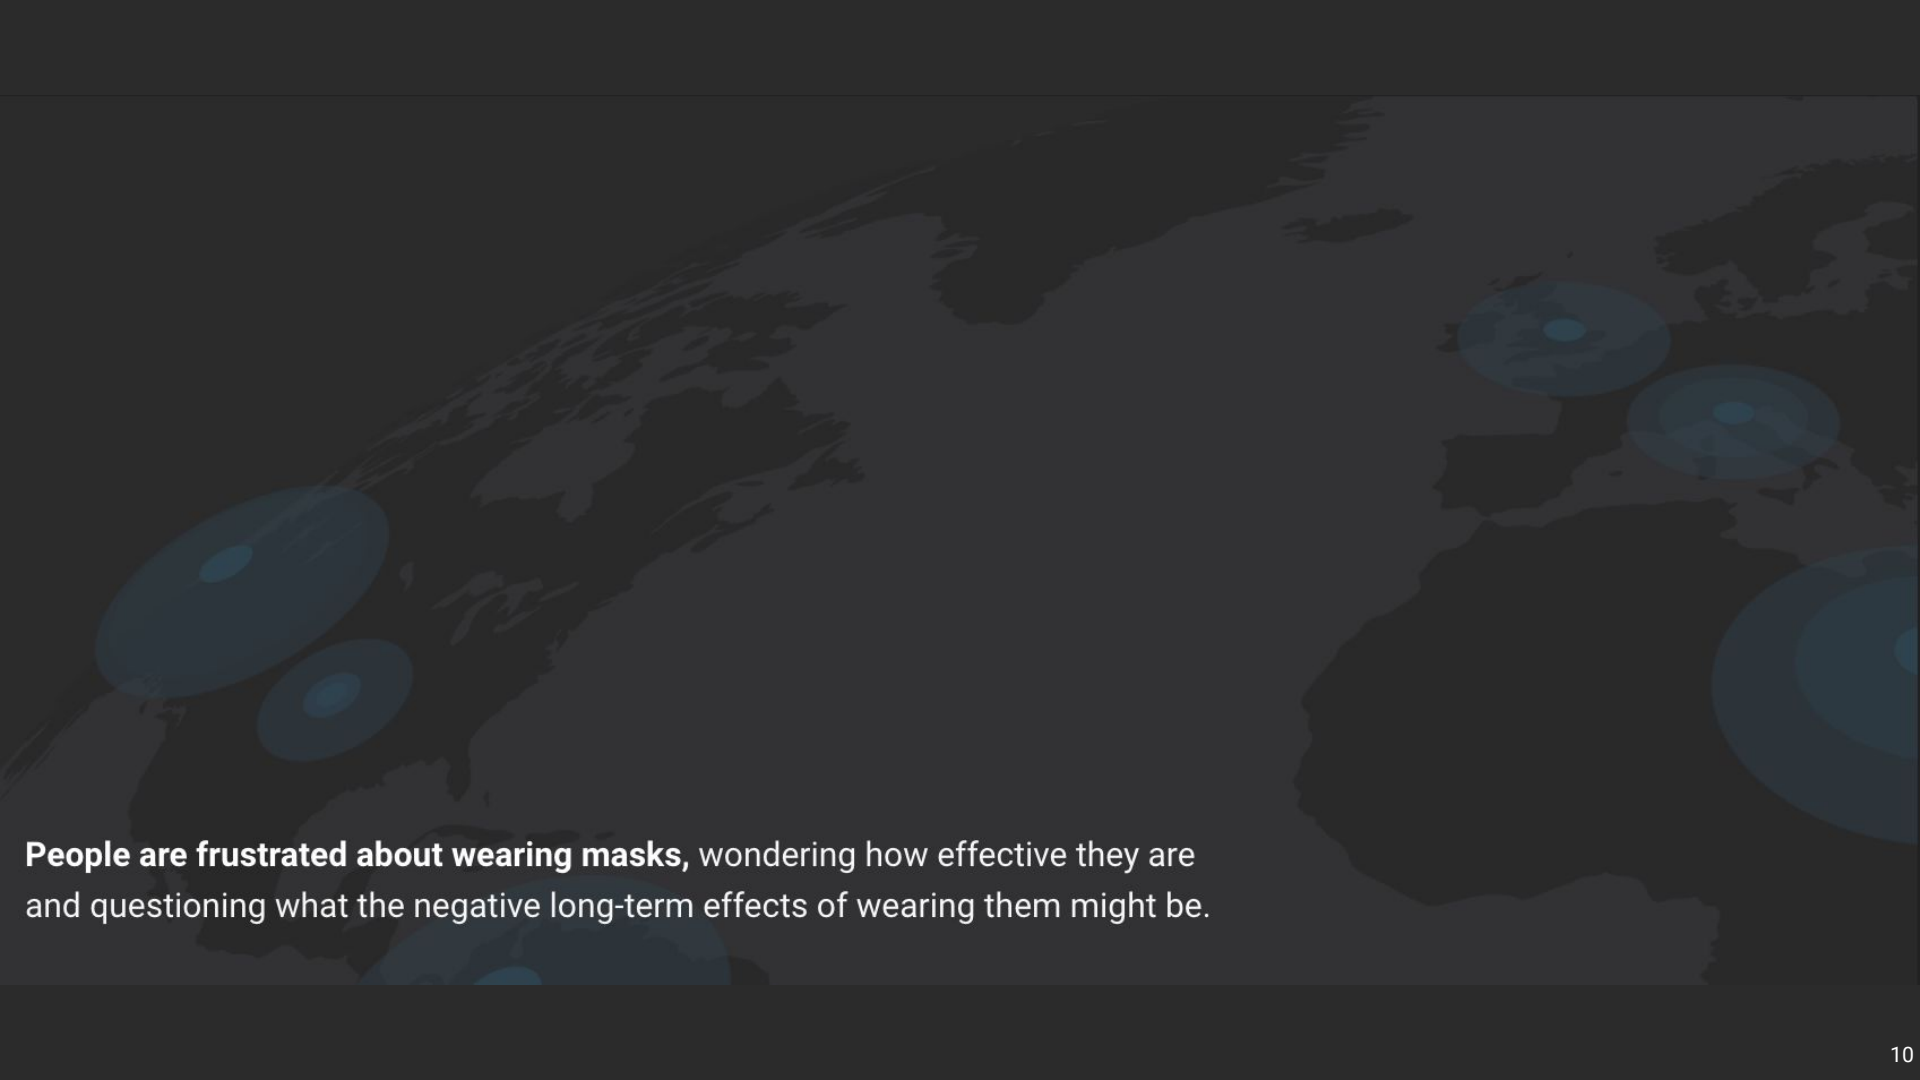 People are frustrated about wearing masks, wondering how effective they are
and questioning what the negative long-term effects of wearing them might be.
10